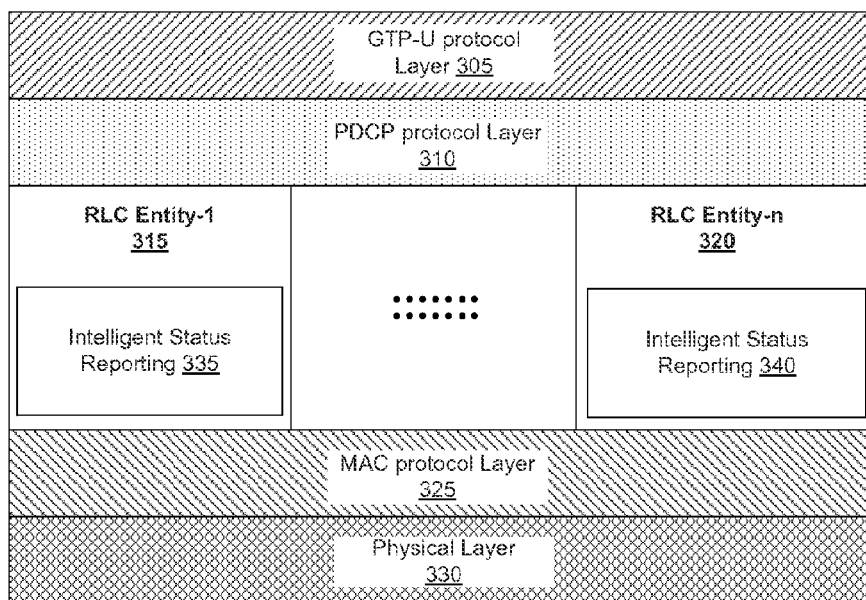 GTP-U protocol
Layer 305
PDCP protocol Layer
310
RLC Entity-1
315
RLC Entity-n
320
Intelligent Status
Reporting 335
Intelligent Status
Reporting 340
MAC protocol Layer
325
Physical Layer
330